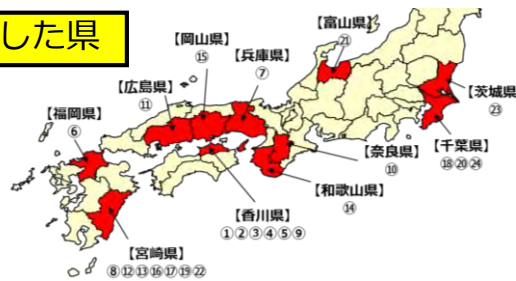 した県
【富山県】
㉑
【岡山県】
⑮
【兵庫県】
⑦
【広島県】
⑪
【福岡県】
⑥
【茨城県】
㉓
【千葉県】
⑱⑳㉔
【奈良県】
⑩
【和歌山県】
⑭
【香川県】
①②③④⑤⑨
【宮崎県】
⑧⑫⑬⑯⑰⑲㉒